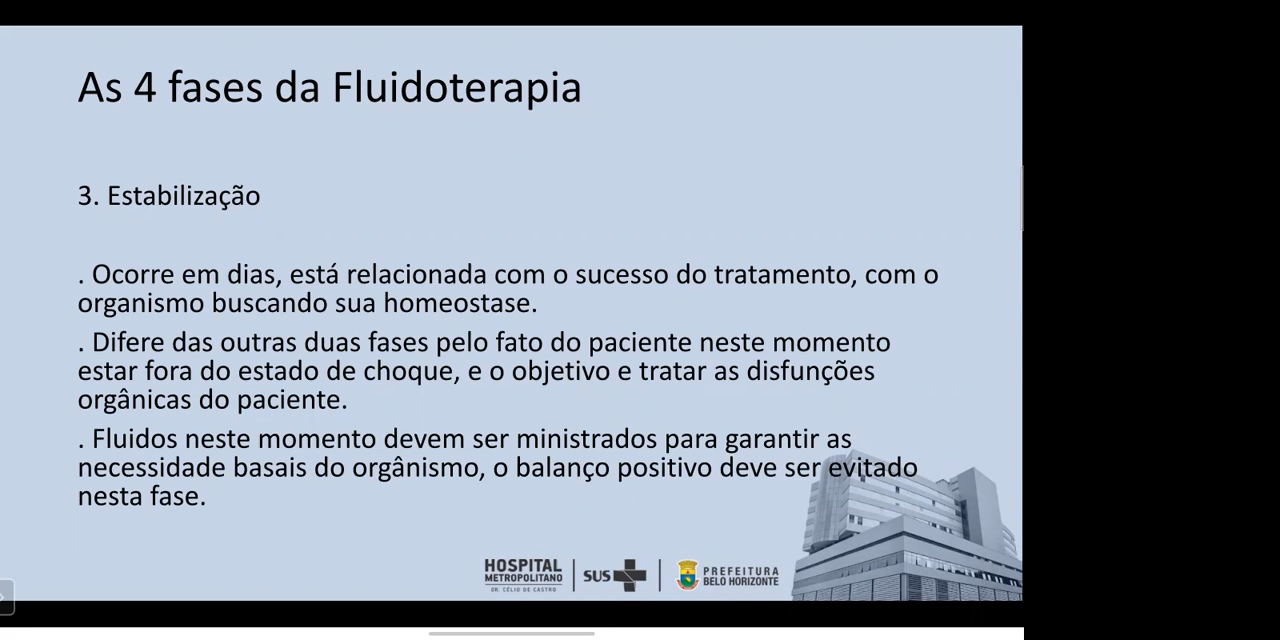 As 4 fases da Fluidoterapia
3. Estabilização
. Ocorre em dias, está relacionada com o sucesso do tratamento, com o
organismo buscando sua homeostase.
. Difere das outras duas fases pelo fato do paciente neste momento
estar fora do estado de choque, e o objetivo e tratar as disfunções
orgânicas do paciente.
. Fluidos neste momento devem ser ministrados para garantir as
necessidade basais do orgânismo, o balanço positivo deve ser evitado
nesta fase.
HOSPITAL
METROPOLITANO
DR. CÉLIO DE CASTRO
SUS
PREFEITURA
BELO HORIZONTE